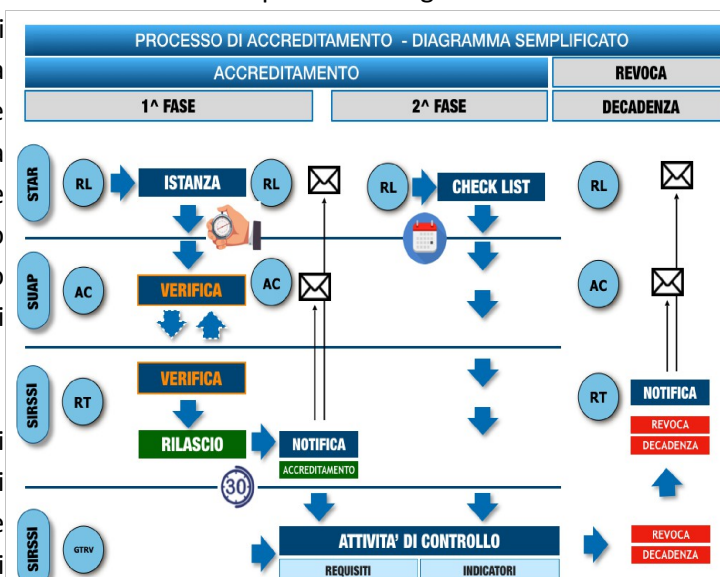 PROCESSO DI ACCREDITAMENTO - DIAGRAMMA SEMPLIFICATO
ACCREDITAMENTO
REVOCA
1^ FASE
2^ FASE
DECADENZA
STAR
RL
ISTANZA
RL
RL
CHECK LIST
RL
SUAP
AC
VERIFICA
AC
AC
SIRSSI
RT
VERIFICA
RT
NOTIFICA
REVOCA
DECADENZA
RILASCIO
NOTIFICA
ACCREDITAMENTO
30
SIRSSI
GTRV
ATTIVITA' DI CONTROLLO
REVOCA
DECADENZA
REQUISITI
INDICATORI